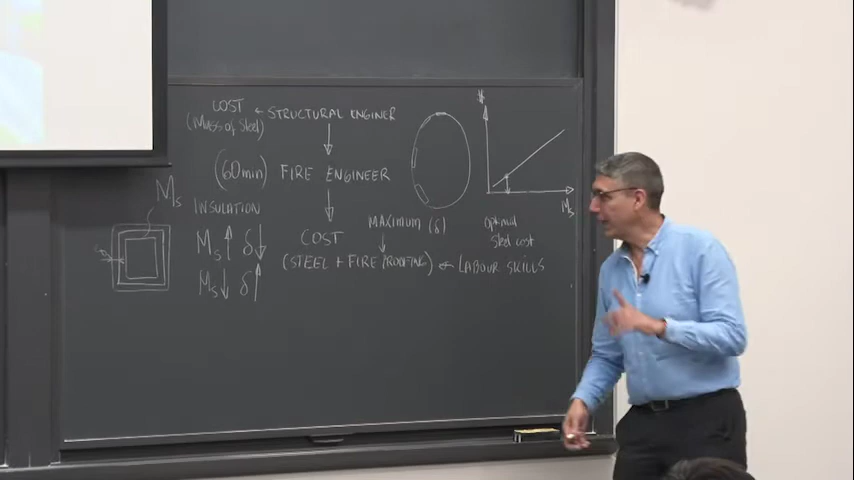 COST ← STRUCTURAL ENGINER
(MASS of Steel)
(60min) FIRE ENGINEER
Ms
INSULATION
Ms ↑ δ ↓
Ms ↓ δ ↑
MAXIMUM (δ)
COST
(STEEL + FIRE PROOFING) ← LABOUR SKILLS
$
Ms
Optimal
Steel cost